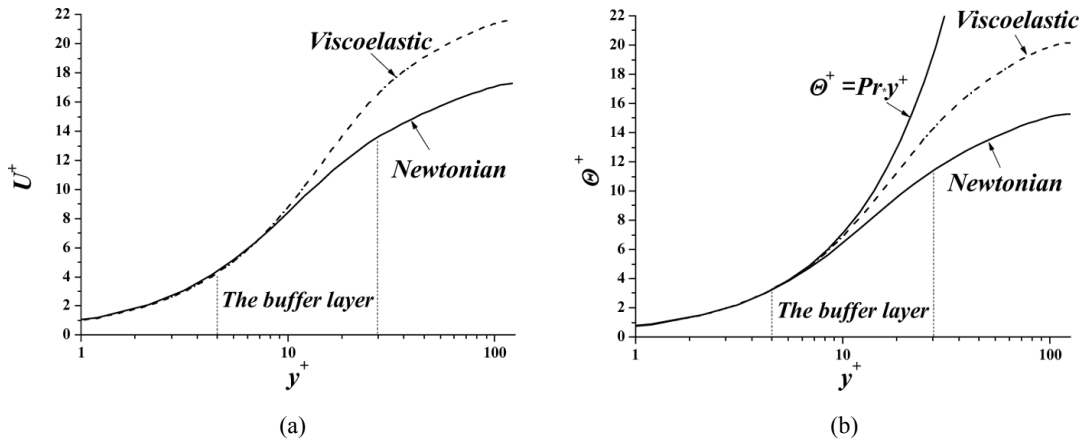 22
20
18
16
14
12
10
8
6
4
2
0
U⁺
Viscoelastic
Newtonian
The buffer layer
1
10
100
y⁺
(a)
22
20
18
16
14
12
10
8
6
4
2
0
Θ⁺
Viscoelastic
Θ⁺ =Pr*y⁺
Newtonian
The buffer layer
1
10
100
y⁺
(b)